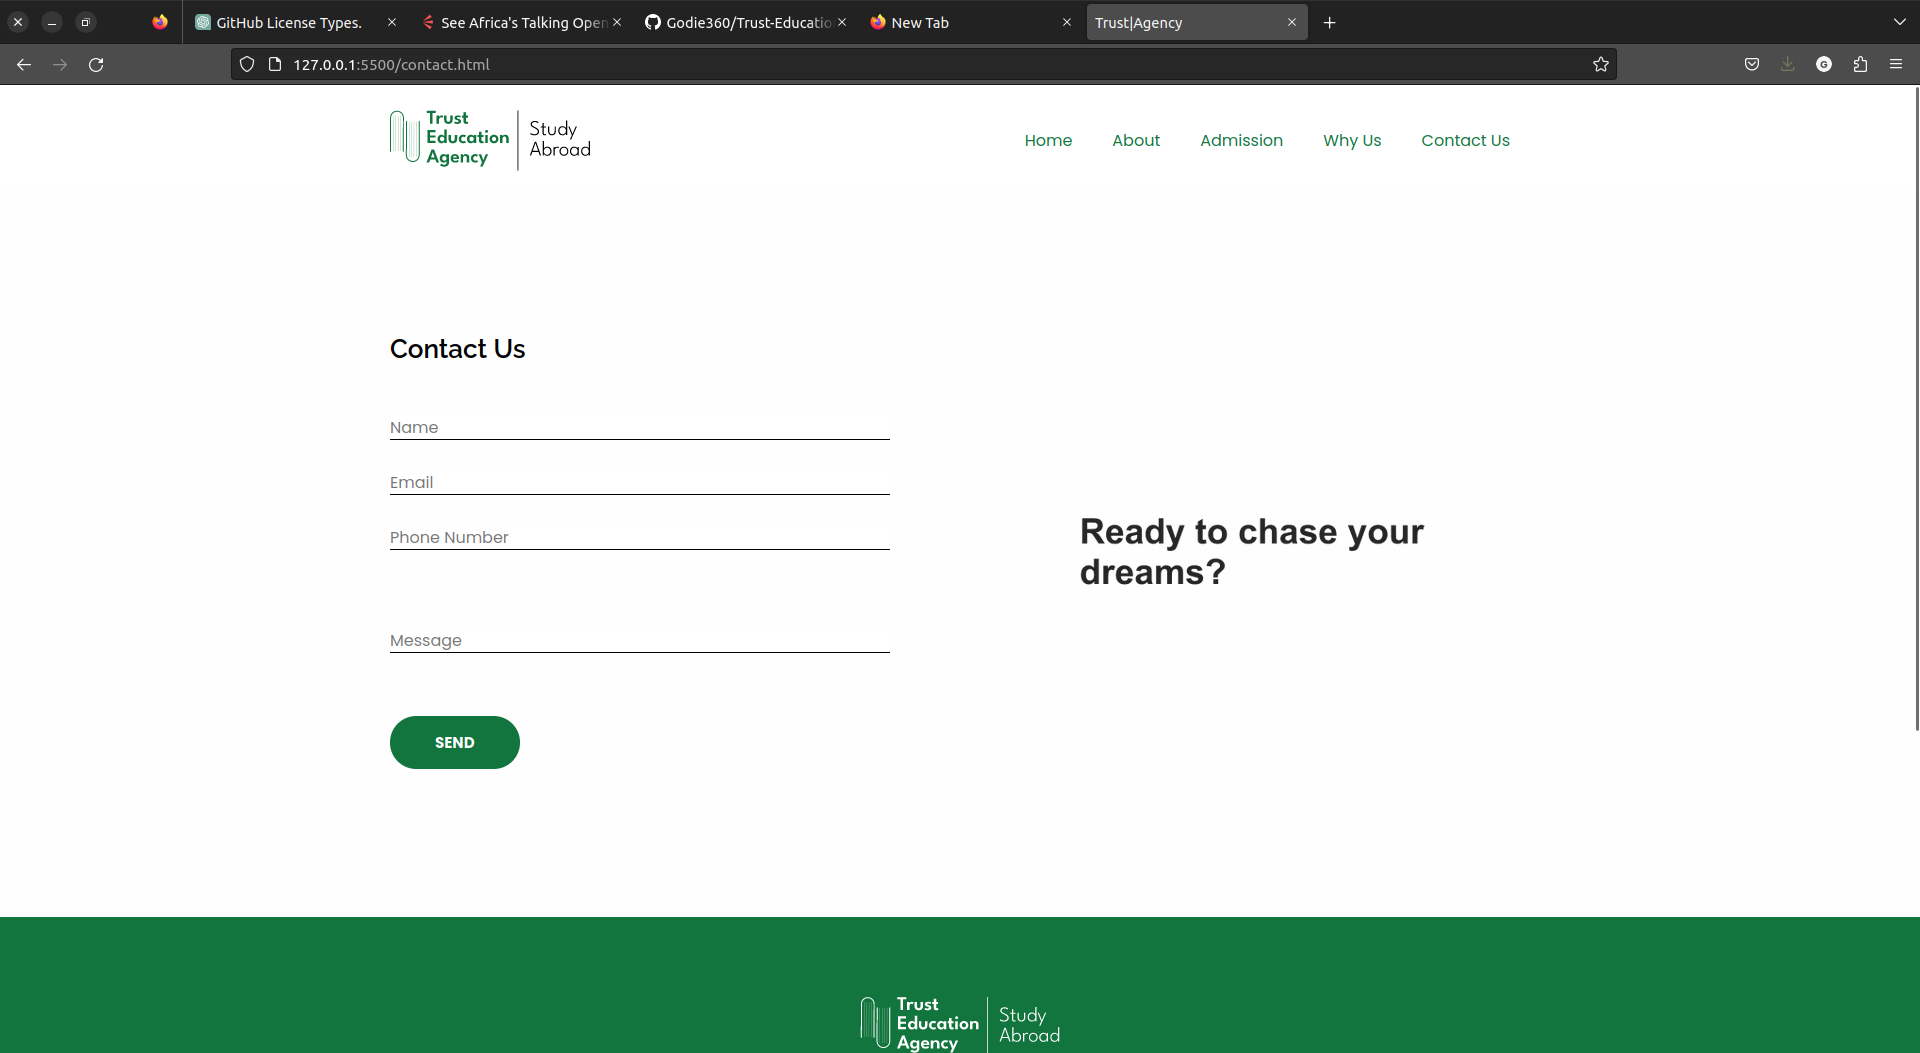 GitHub License Types.
See Africa's Talking Open
Godie360/Trust-Educatio
New Tab
Trust|Agency
127.0.0.1:5500/contact.html
G
Trust
Education
Agency
Study
Abroad
Home
About
Admission
Why Us
Contact Us
Contact Us
Name
Email
Phone Number
Message
SEND
Ready to chase your
dreams?
Trust
Education
Agency
Study
Abroad